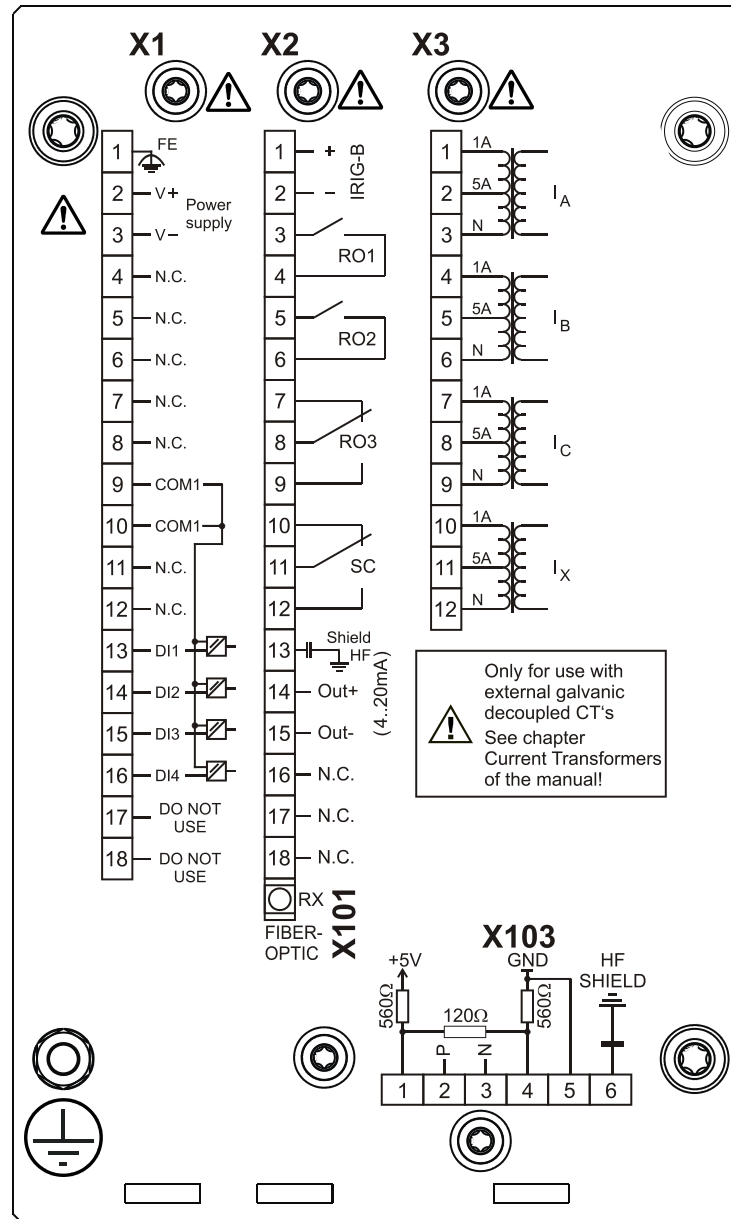 X1 X2 X3
1 FE
2 V+ Power
supply
3 V−
4 N.C.
5 N.C.
6 N.C.
7 N.C.
8 N.C.
9 COM1
10 COM1
11 N.C.
12 N.C.
13 DI1
14 DI2
15 DI3
16 DI4
17 DO NOT
USE
18 DO NOT
USE
1 +
2 −
IRIG-B
3
4
RO1
5
6
RO2
7
8 RO3
9
10
11 SC
12
13 Shield
HF
14 Out+
15 Out-
(4..20mA)
16 N.C.
17 N.C.
18 N.C.
RX
FIBER-
OPTIC
X101
1 1A
2 5A IA
3 N
4 1A
5 5A IB
6 N
7 1A
8 5A IC
9 N
10 1A
11 5A IX
12 N
Only for use with
external galvanic
decoupled CT's
See chapter
Current Transformers
of the manual!
X103
+5V GND HF
SHIELD
560Ω 120Ω 560Ω
P N
1 2 3 4 5 6